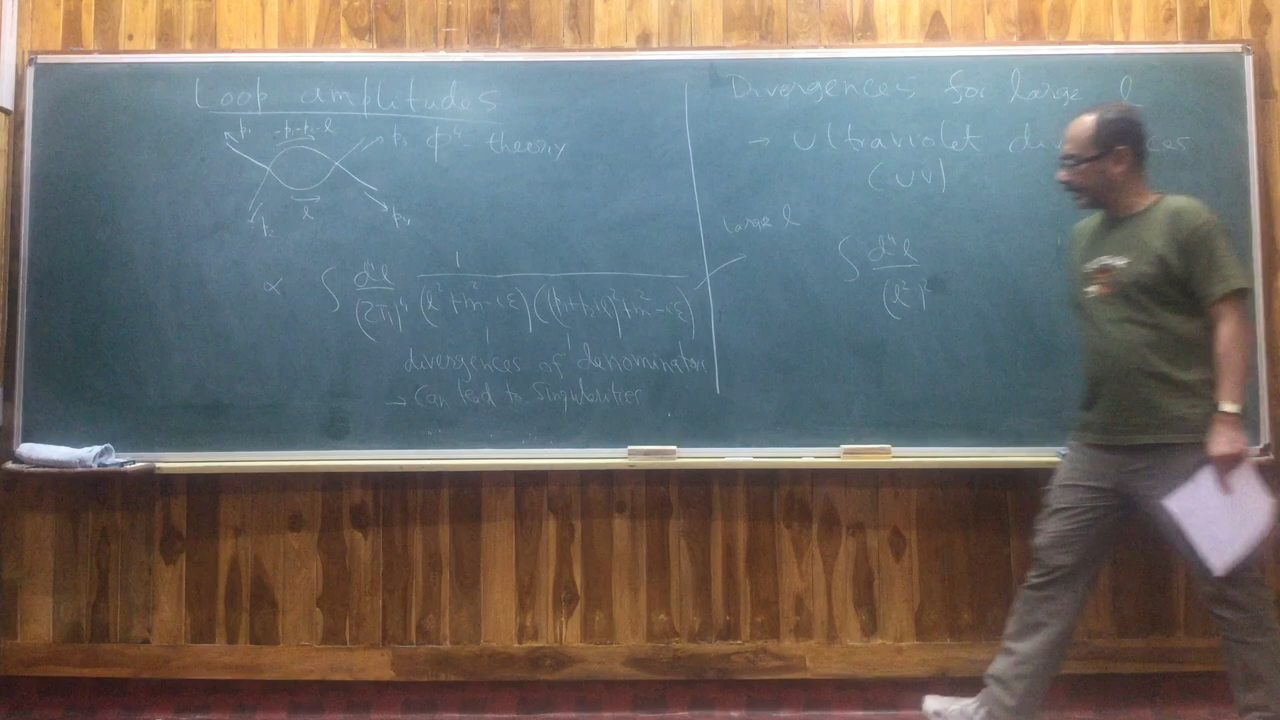 Loop amplitudes
p₁ -p₁-p₂-l p₃ φ⁴- theory
p₂ l p₄
∝ ∫ d⁴l/(2π)⁴ 1/((l²+m²-iε)((p₁+p₂+l)²+m²-iε))
divergences of denominators
→ can lead to singularities
Divergences for large l
→ Ultraviolet
(UV)
large l
∫ d⁴l/(l²)²